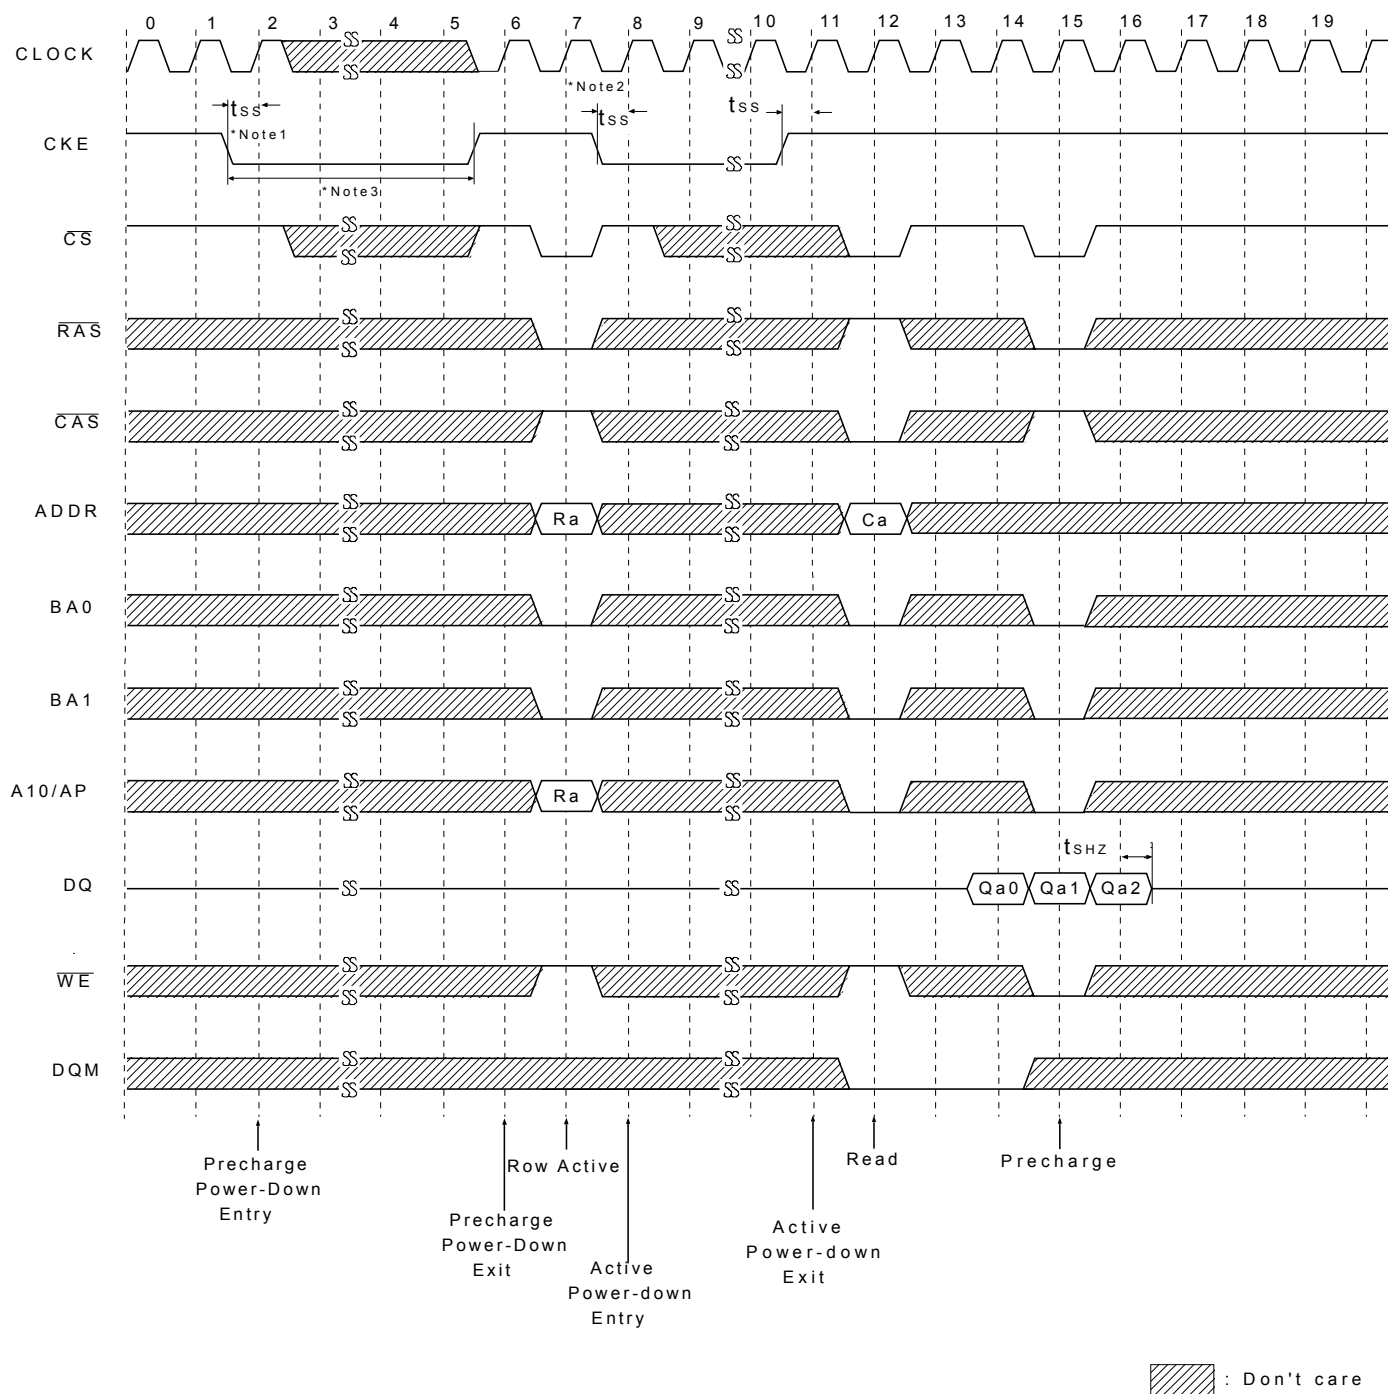 0 1 2 3 4 5 6 7 8 9 10 11 12 13 14 15 16 17 18 19
CLOCK
*Note2
tSS tSS tSS
*Note1
CKE
*Note3
CS
RAS
CAS
ADDR Ra Ca
BA0
BA1
A10/AP Ra
tSHZ
DQ Qa0 Qa1 Qa2
WE
DQM
Precharge
Power-Down
Entry
Row Active
Read
Precharge
Precharge
Power-Down
Exit
Active
Power-down
Exit
Active
Power-down
Entry
: Don't care